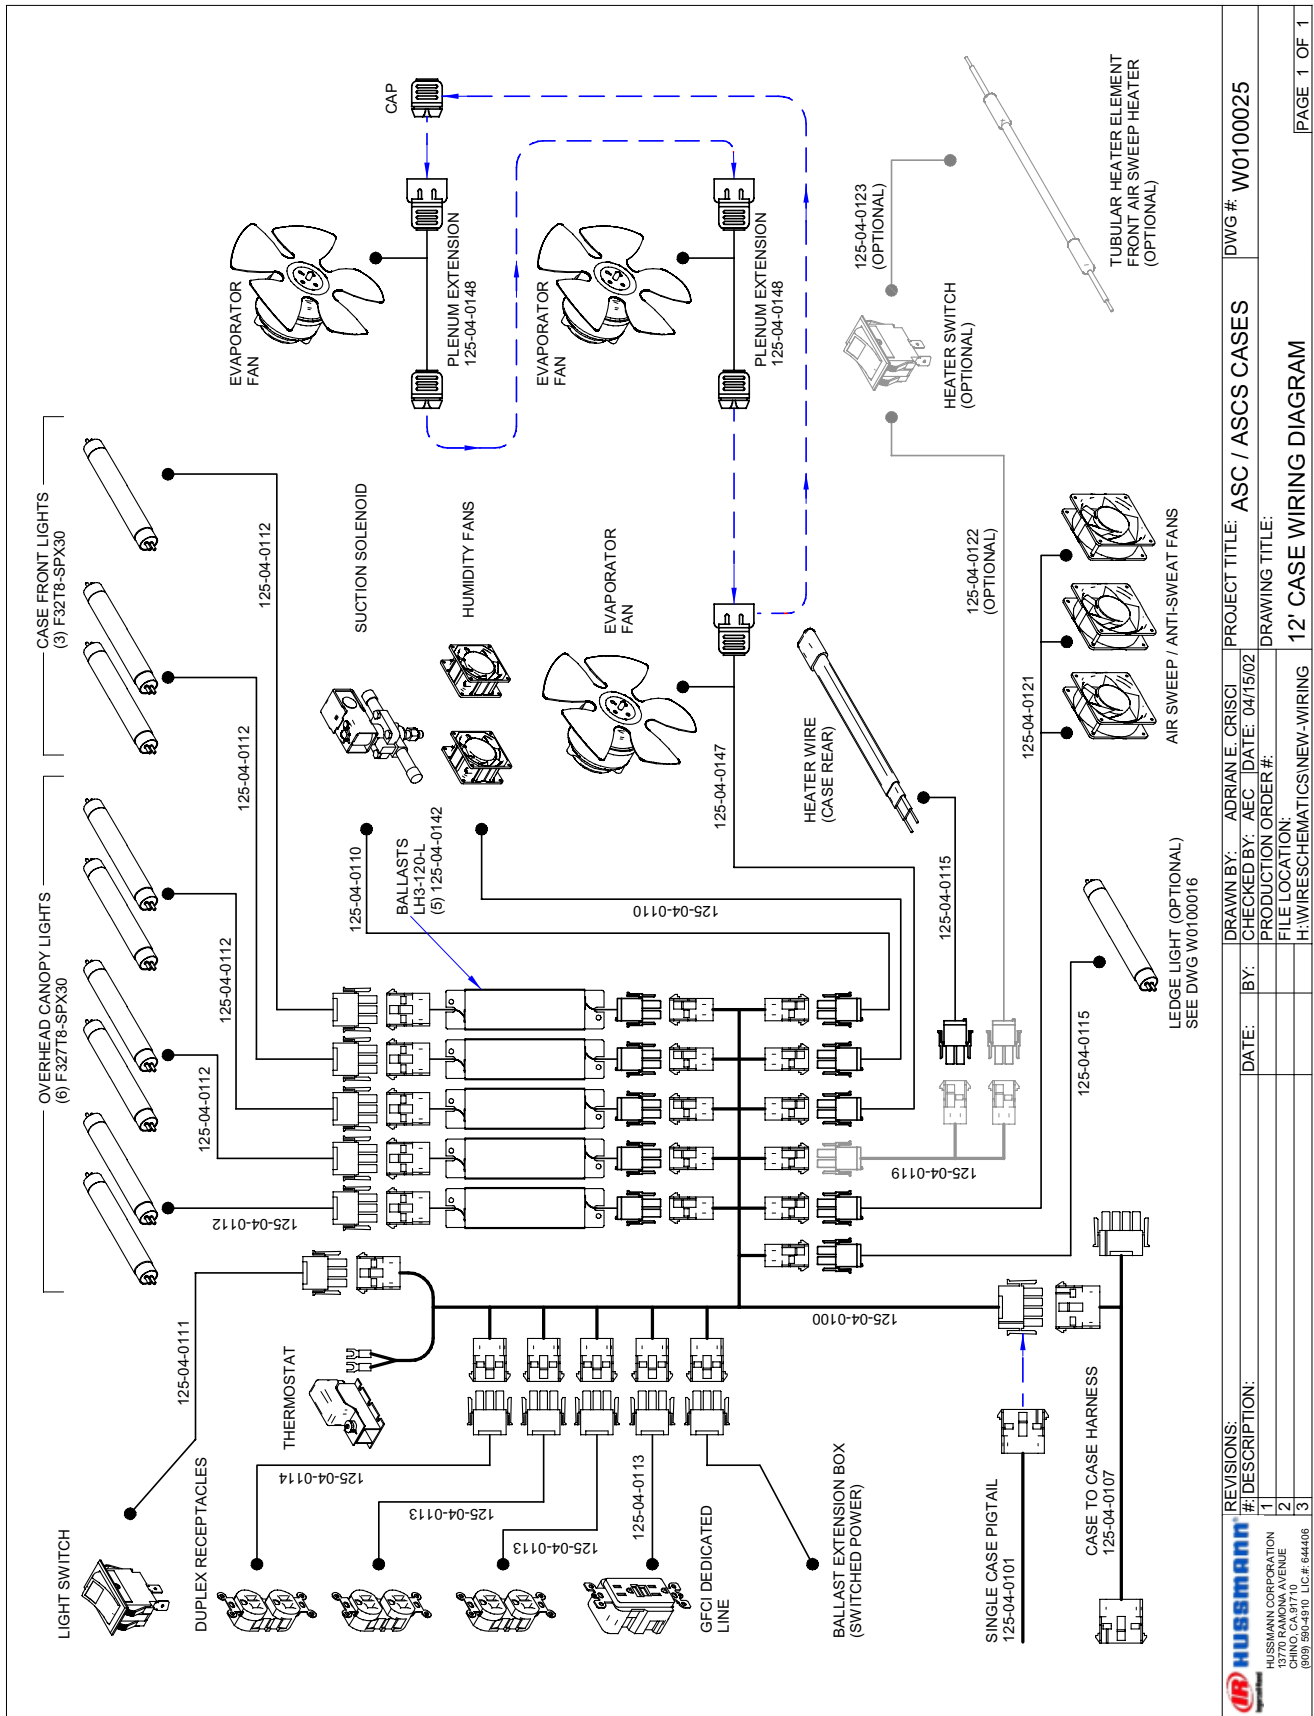 LIGHT SWITCH
125-04-0111
DUPLEX RECEPTACLES
THERMOSTAT
125-04-0114
125-04-0113
125-04-0113
125-04-0113
GFCI DEDICATED
LINE
BALLAST EXTENSION BOX
(SWITCHED POWER)
SINGLE CASE PIGTAIL
125-04-0101
CASE TO CASE HARNESS
125-04-0107
OVERHEAD CANOPY LIGHTS
(6) F327T8-SPX30
CASE FRONT LIGHTS
(3) F32T8-SPX30
125-04-0112
125-04-0112
125-04-0112
125-04-0112
125-04-0112
125-04-0110
BALLASTS
LH3-120-L
(5) 125-04-0142
125-04-0110
125-04-0100
125-04-0119
SUCTION SOLENOID
HUMIDITY FANS
EVAPORATOR
FAN
125-04-0147
HEATER WIRE
(CASE REAR)
125-04-0115
125-04-0115
LEDGE LIGHT (OPTIONAL)
SEE DWG W0100016
125-04-0121
AIR SWEEP / ANTI-SWEAT FANS
125-04-0122
(OPTIONAL)
EVAPORATOR
FAN
PLENUM EXTENSION
125-04-0148
CAP
EVAPORATOR
FAN
PLENUM EXTENSION
125-04-0148
HEATER SWITCH
(OPTIONAL)
125-04-0123
(OPTIONAL)
TUBULAR HEATER ELEMENT
FRONT AIR SWEEP HEATER
(OPTIONAL)
IR HUSSMANN
Ingersoll-Rand
HUSSMANN CORPORATION
13770 RAMONA AVENUE
CHINO, CA.91710
(909) 590-4910 LIC.#: 644406
REVISIONS:
#: DESCRIPTION: DATE: BY:
1
2
3
DRAWN BY: ADRIAN E. CRISCI
CHECKED BY: AEC DATE: 04/15/02
PRODUCTION ORDER #:
FILE LOCATION:
H:\WIRESCHEMATICS\NEW-WIRING
PROJECT TITLE: ASC / ASCS CASES
DRAWING TITLE:
12' CASE WIRING DIAGRAM
DWG #: W0100025
PAGE 1 OF 1